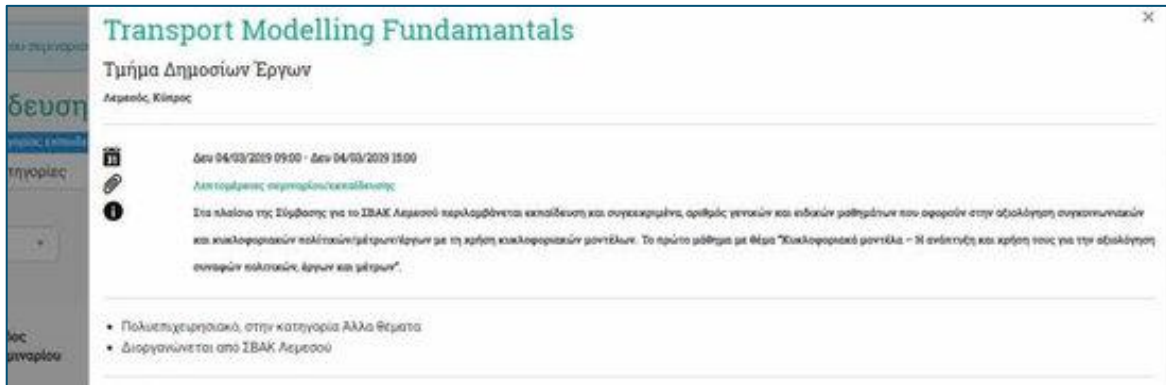 Transport Modelling Fundamantals
×
Τμήμα Δημοσίων Έργων
Λεμεσός, Κύπρος
δευση
τηγορίες
Δευ 04/03/2019 09:00 - Δευ 04/03/2019 15:00
Λεπτομέρειες σεμιναρίου/εκπαίδευσης
Στα πλαίσια της Σύμβασης για το ΣΒΑΚ Λεμεσού περιλαμβάνεται εκπαίδευση και συγκεκριμένα, αριθμός γενικών και ειδικών μαθημάτων που αφορούν στην αξιολόγηση συγκοινωνιακών
και κυκλοφοριακών πολιτικών/μέτρων/έργων με τη χρήση κυκλοφοριακών μοντέλων. Το πρώτο μάθημα με θέμα "Κυκλοφοριακά μοντέλα – Η ανάπτυξη και χρήση τους για την αξιολόγηση
συναφών πολιτικών, έργων και μέτρων".
• Πολυεπιχειρησιακό, στην κατηγορία Άλλα θέματα
• Διοργανώνεται από ΣΒΑΚ Λεμεσού
δος
μιναρίου